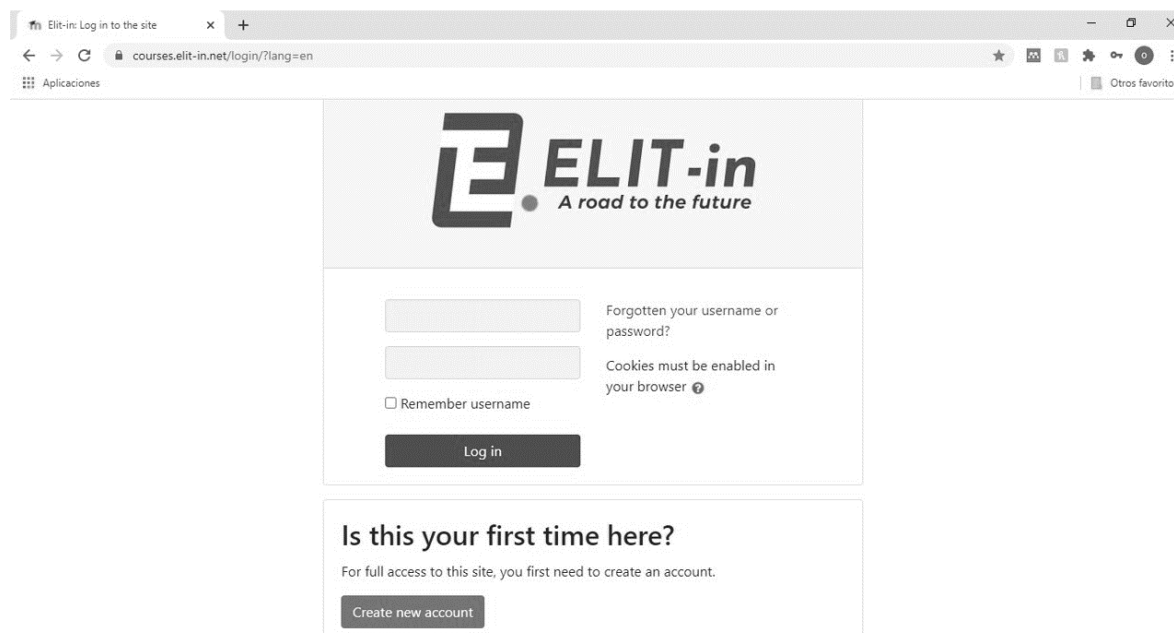 Elit-in: Log in to the site
courses.elit-in.net/login/?lang=en
Aplicaciones
Otros favorito
ELIT-in
A road to the future
Forgotten your username or
password?
Cookies must be enabled in
your browser
Remember username
Log in
Is this your first time here?
For full access to this site, you first need to create an account.
Create new account